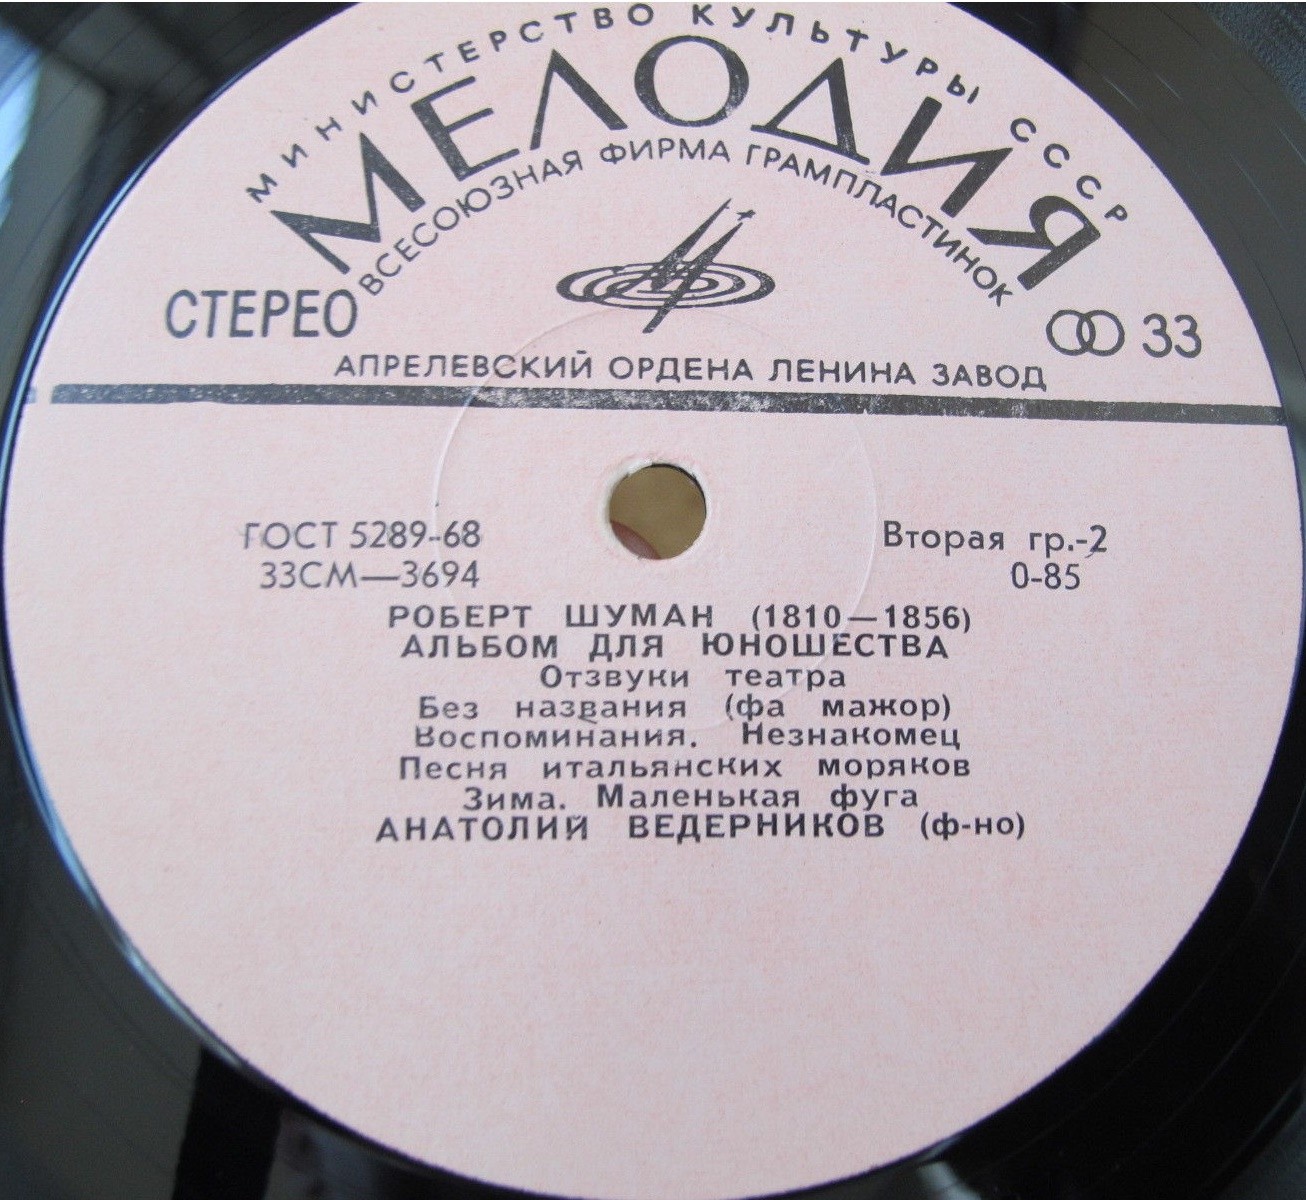 МИНИСТЕРСТВО КУЛЬТУРЫ СССР
МЕЛОДИЯ
ВСЕСОЮЗНАЯ ФИРМА ГРАМПЛАСТИНОК
СТЕРЕО
33
АПРЕЛЕВСКИЙ ОРДЕНА ЛЕНИНА ЗАВОД
ГОСТ 5289-68
Вторая гр.-2
33СМ—3694
0-85
РОБЕРТ ШУМАН (1810—1856)
АЛЬБОМ ДЛЯ ЮНОШЕСТВА
Отзвуки театра
Без названия (фа мажор)
Воспоминания. Незнакомец
Песня итальянских моряков
Зима. Маленькая фуга
АНАТОЛИЙ ВЕДЕРНИКОВ (ф-но)